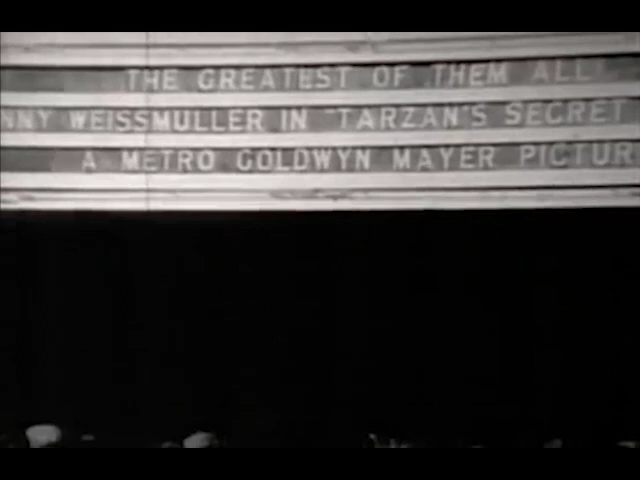 THE GREATEST OF THEM ALL!
NNY WEISSMULLER IN "TARZAN'S SECRET
A METRO GOLDWYN MAYER PICTUR